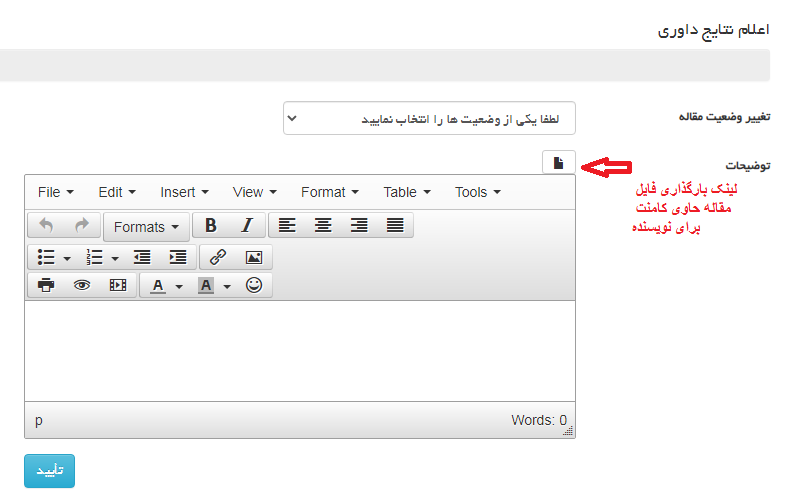 اعلام نتایج داوری
تغییر وضعیت مقاله
لطفا یکی از وضعیت ها را انتخاب نمایید
توضیحات
لینک بارگذاری فایل
مقاله حاوی کامنت
برای نویسنده
File Edit Insert View Format Table Tools
Formats B I
A A
p Words: 0
تایید